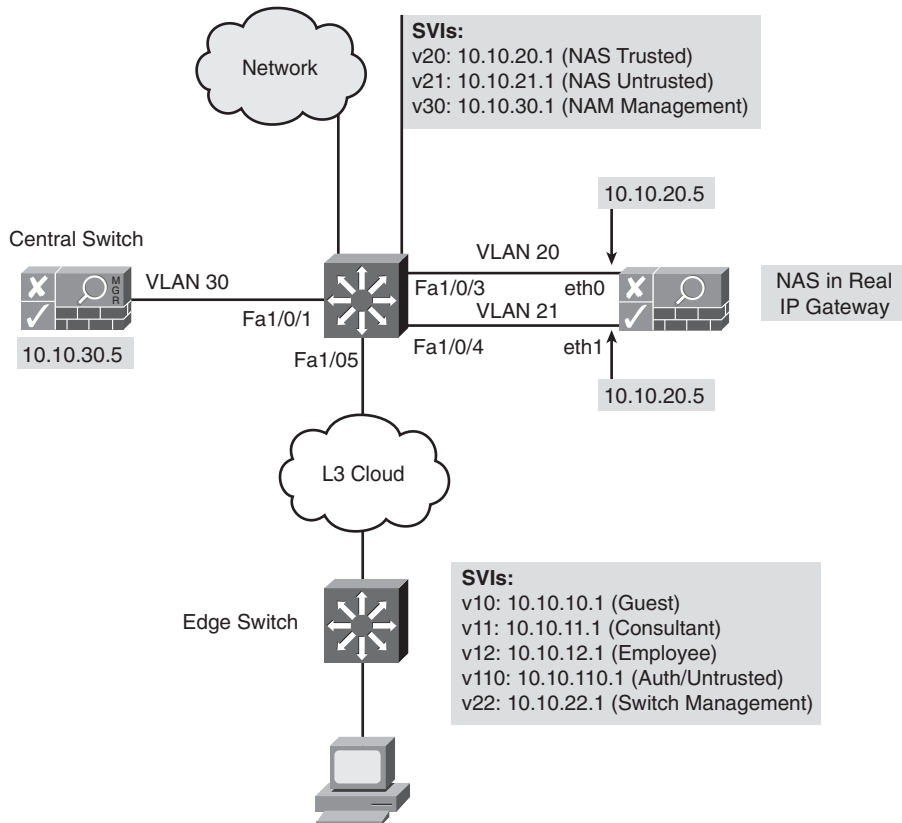 Network
SVIs:
v20: 10.10.20.1 (NAS Trusted)
v21: 10.10.21.1 (NAS Untrusted)
v30: 10.10.30.1 (NAM Management)
10.10.20.5
Central Switch
M
G
R
VLAN 30
Fa1/0/1
VLAN 20
Fa1/0/3
eth0
VLAN 21
Fa1/0/4
eth1
NAS in Real
IP Gateway
10.10.30.5
Fa1/05
10.10.20.5
L3 Cloud
Edge Switch
SVIs:
v10: 10.10.10.1 (Guest)
v11: 10.10.11.1 (Consultant)
v12: 10.10.12.1 (Employee)
v110: 10.10.110.1 (Auth/Untrusted)
v22: 10.10.22.1 (Switch Management)